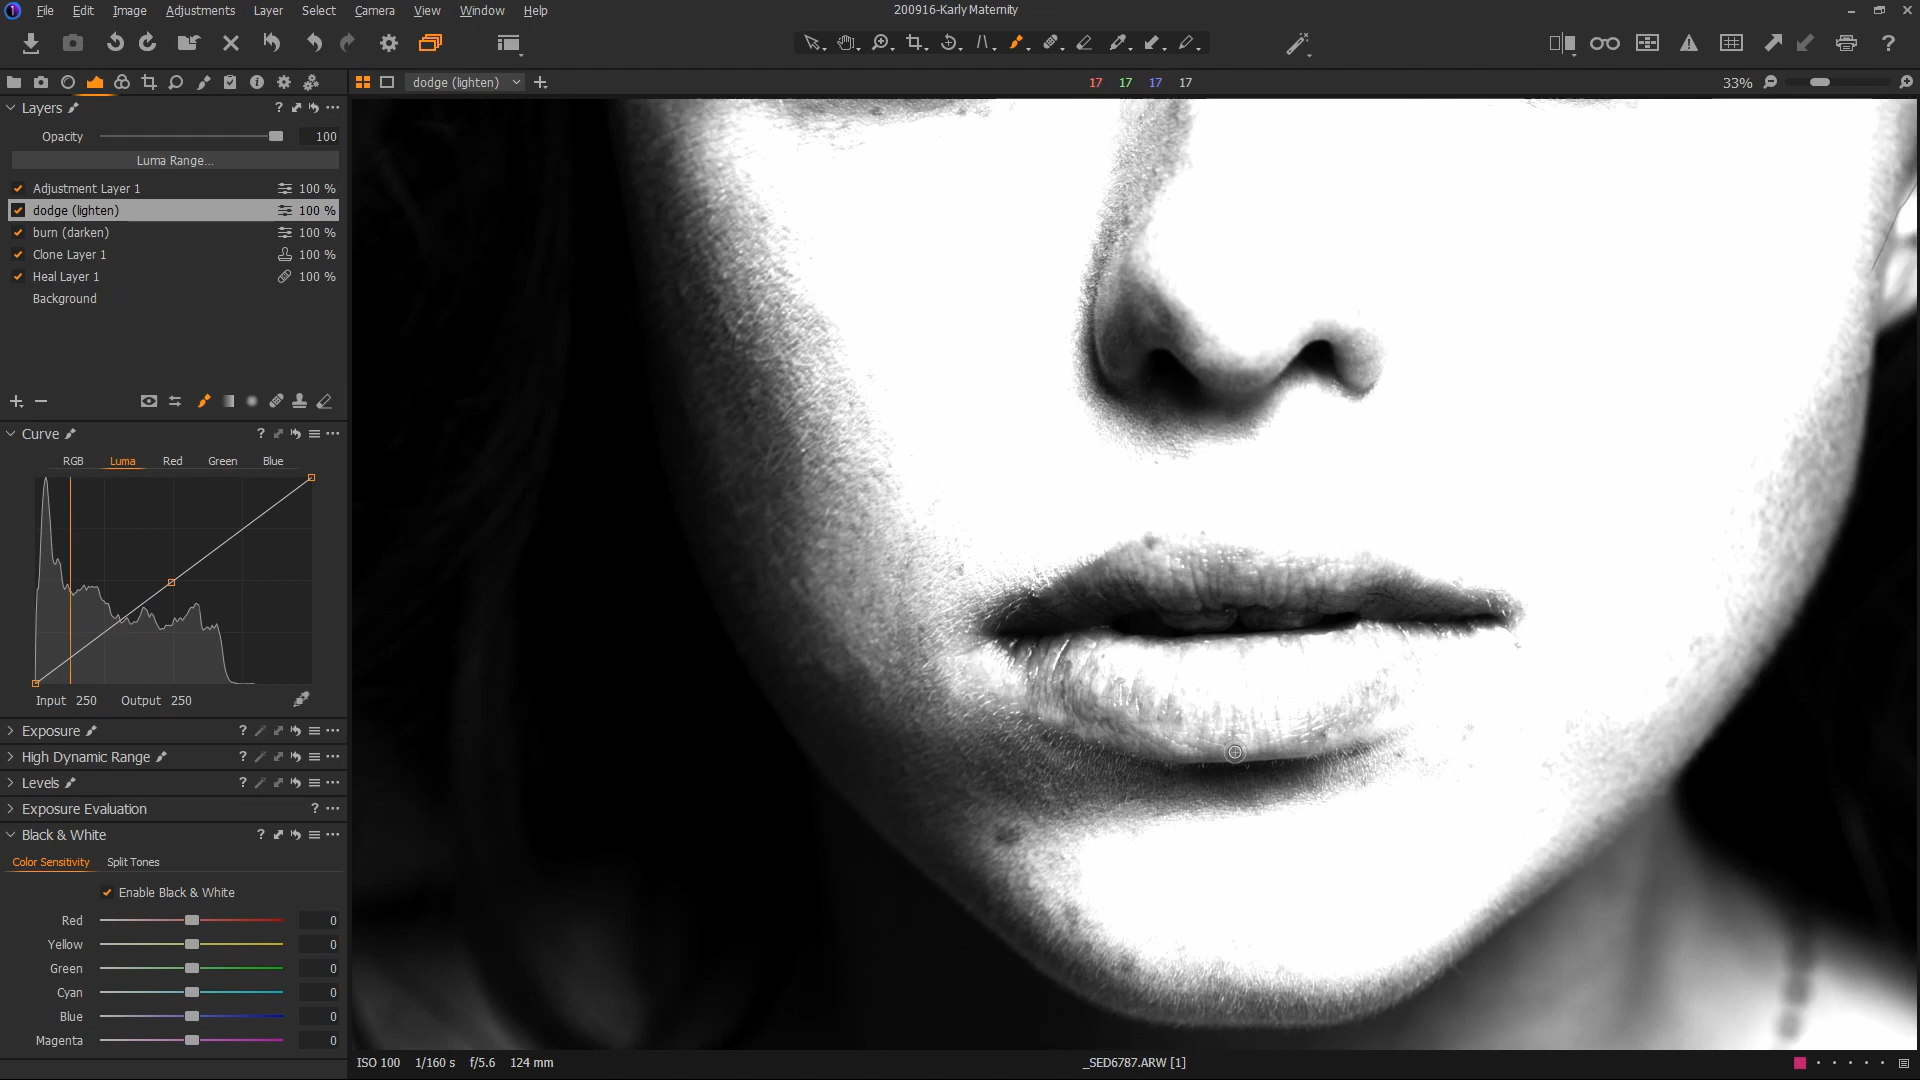 File Edit Image Adjustments Layer Select Camera View Window Help
200916-Karly Maternity
dodge (lighten)
17 17 17 17
33%
Layers
Opacity 100
Luma Range...
Adjustment Layer 1 100 %
dodge (lighten) 100 %
burn (darken) 100 %
Clone Layer 1 100 %
Heal Layer 1 100 %
Background
Curve
RGB Luma Red Green Blue
Input 250 Output 250
Exposure
High Dynamic Range
Levels
Exposure Evaluation
Black & White
Color Sensitivity Split Tones
Enable Black & White
Red 0
Yellow 0
Green 0
Cyan 0
Blue 0
Magenta 0
ISO 100 1/160 s f/5.6 124 mm
_SED6787.ARW [1]